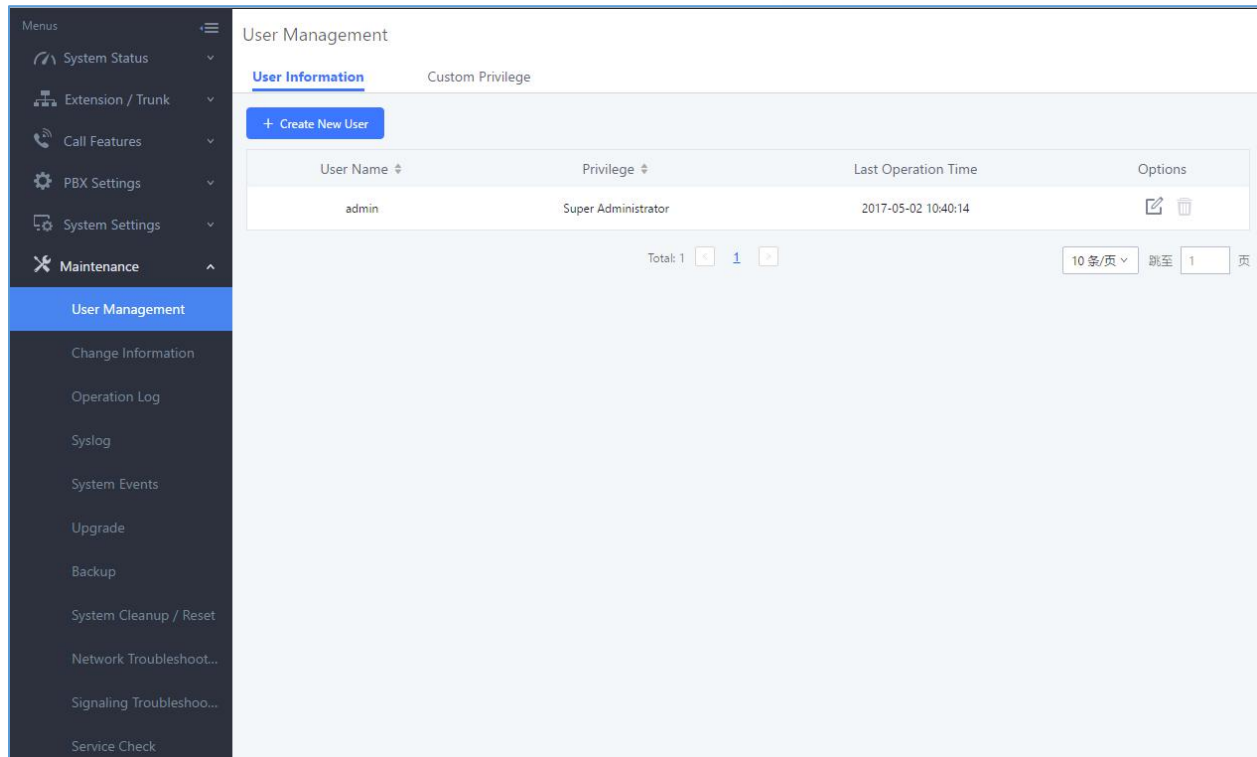 Menus
System Status
Extension / Trunk
Call Features
PBX Settings
System Settings
Maintenance
User Management
Change Information
Operation Log
Syslog
System Events
Upgrade
Backup
System Cleanup / Reset
Network Troubleshoot...
Signaling Troubleshoo...
Service Check
User Management
User Information Custom Privilege
+ Create New User
User Name Privilege Last Operation Time Options
admin Super Administrator 2017-05-02 10:40:14
Total: 1 < 1 > 10 条/页 跳至 1 页